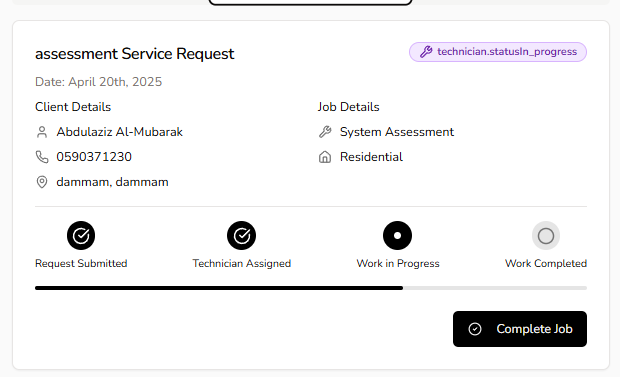 assessment Service Request
technician.statusIn_progress
Date: April 20th, 2025
Client Details
Abdulaziz Al-Mubarak
0590371230
dammam, dammam
Job Details
System Assessment
Residential
Request Submitted
Technician Assigned
Work in Progress
Work Completed
Complete Job